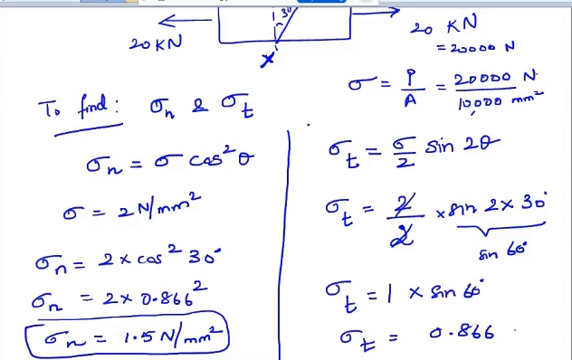 30°
20 KN
X
20 KN
= 20000 N
σ = P/A = 20000 N / 10,000 mm²
To find: σn & σt
σn = σ cos² θ
σ = 2 N/mm²
σn = 2 × cos² 30°
σn = 2 × 0.866²
σn = 1.5 N/mm²
σt = σ/2 sin 2θ
σt = 2/2 × sin 2 × 30°
sin 60°
σt = 1 × sin 60°
σt = 0.866